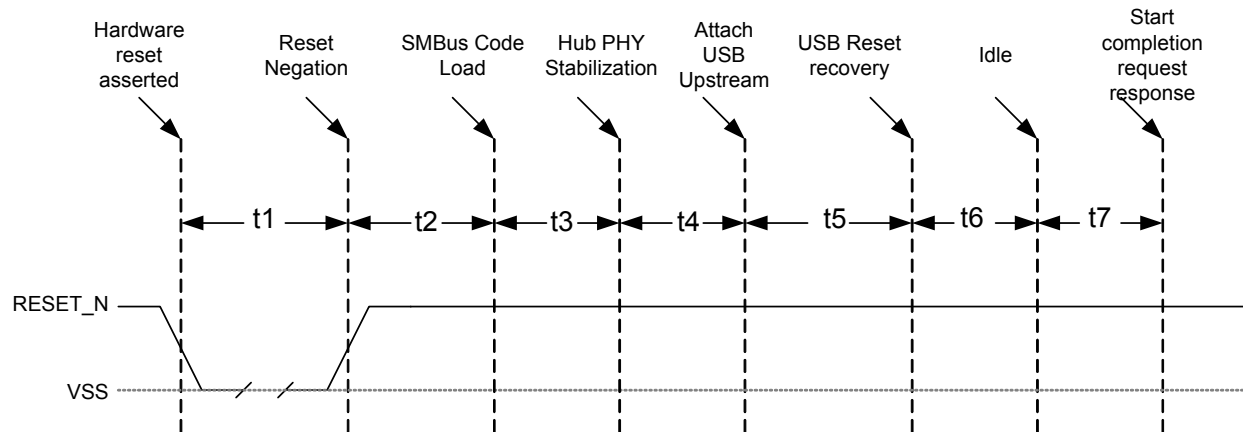 Hardware
reset
asserted
Reset
Negation
SMBus Code
Load
Hub PHY
Stabilization
Attach
USB
Upstream
USB Reset
recovery
Idle
Start
completion
request
response
t1
t2
t3
t4
t5
t6
t7
RESET_N
VSS